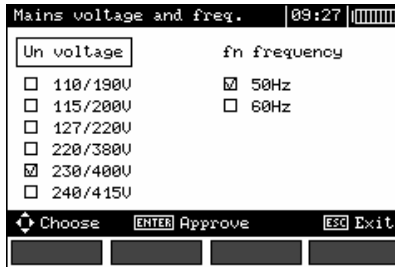 Mains voltage and freq. 09:27
Un voltage fn frequency
110/190V 50Hz
115/200V 60Hz
127/220V
220/380V
230/400V
240/415V
Choose ENTER Approve ESC Exit